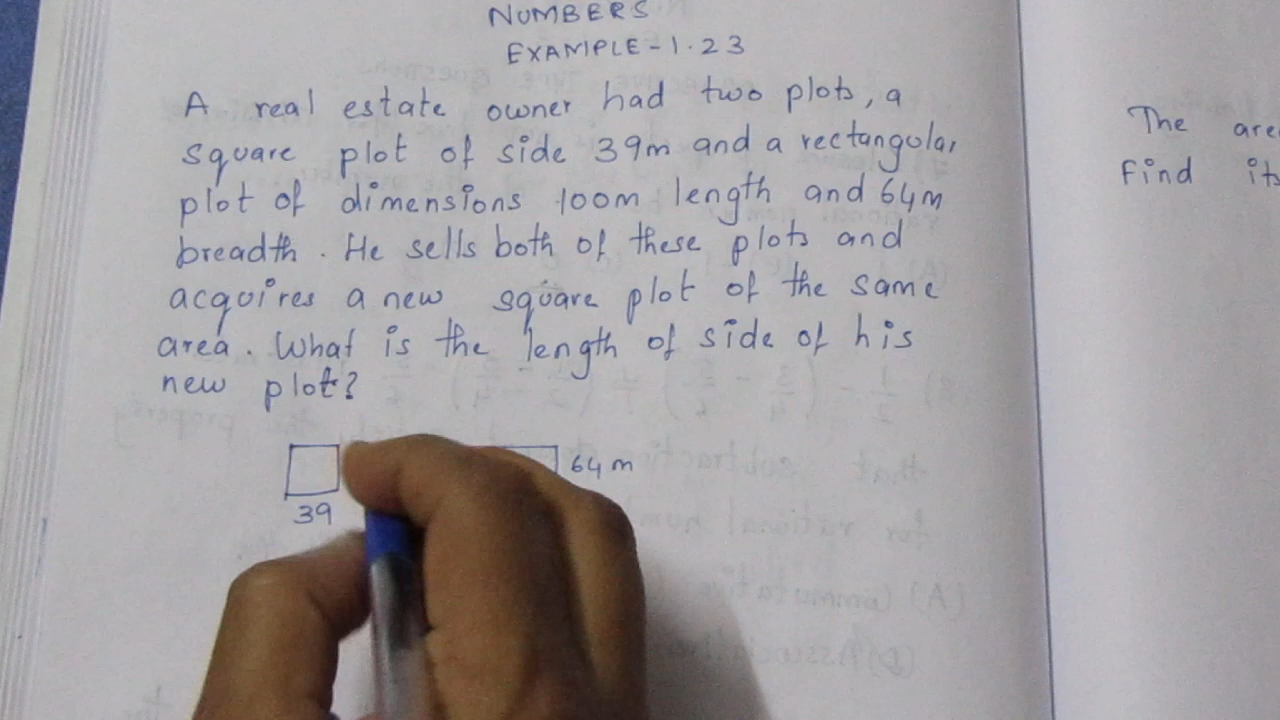 NUMBERS
EXAMPLE-1.23
A real estate owner had two plots, a
square plot of side 39m and a rectangular
plot of dimensions 100m length and 64m
breadth. He sells both of these plots and
acquires a new square plot of the same
area. What is the length of side of his
new plot?
64m
39
The are
Find its